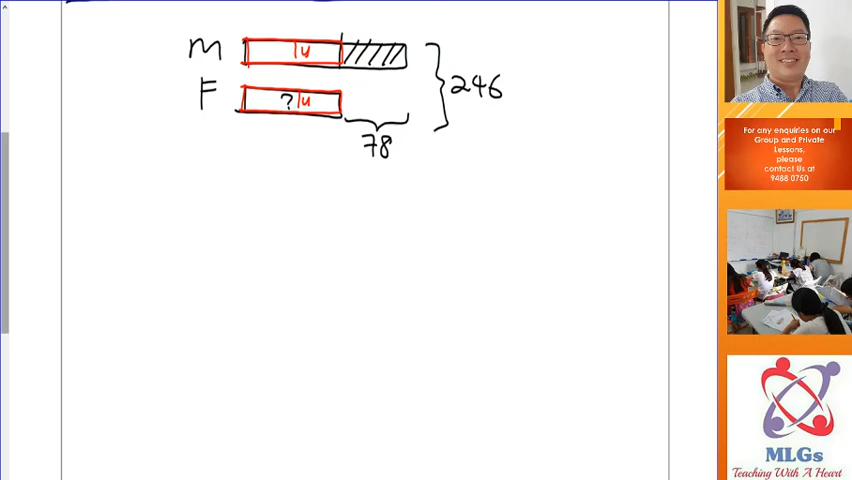 M 1u
F ? 1u
246
78
For any enquiries on our
Group and Private
Lessons,
please
contact Us at
9488 0750
MLGs
Teaching With A Heart